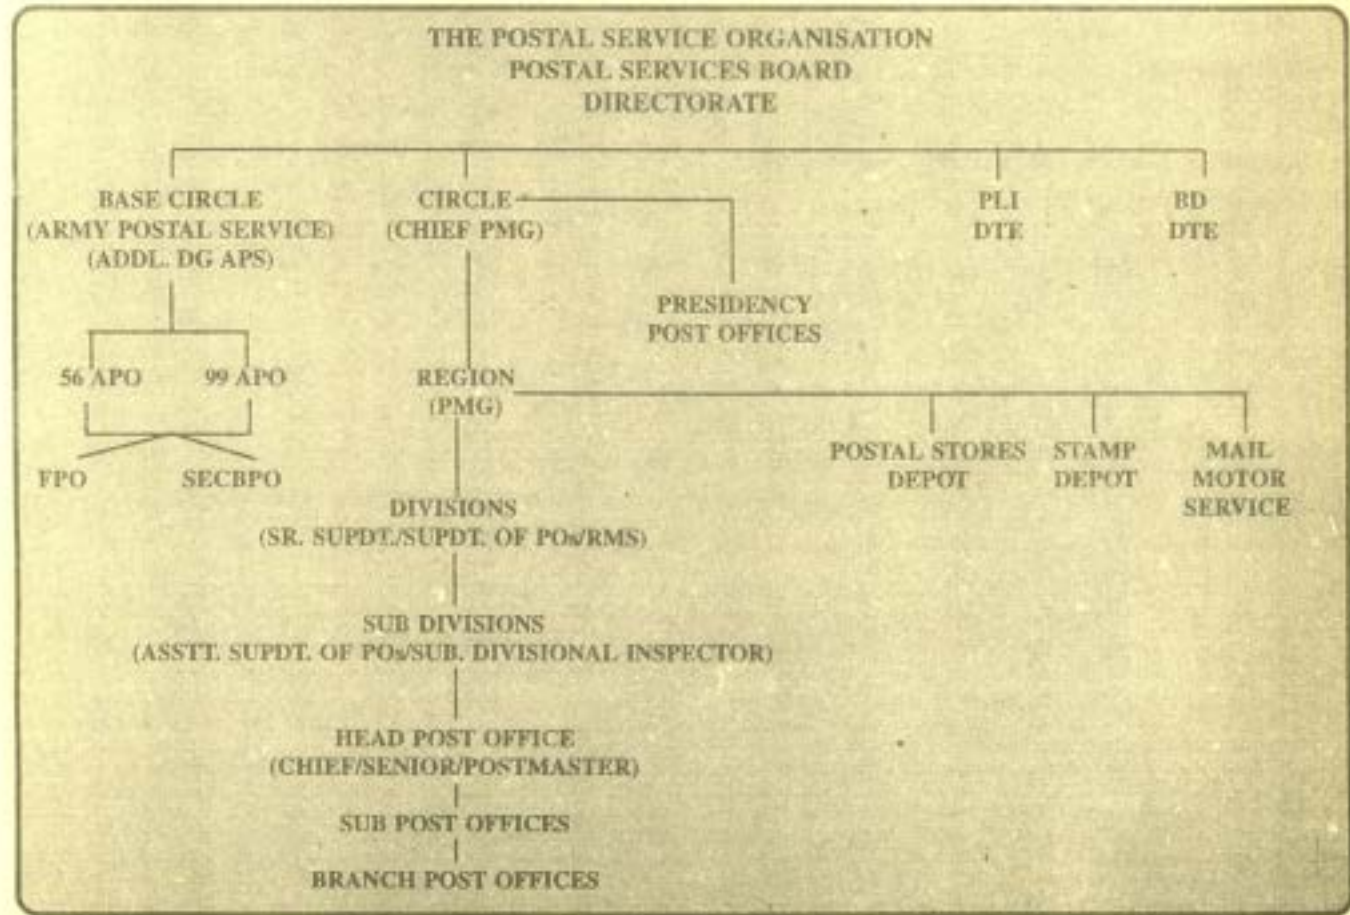 THE POSTAL SERVICE ORGANISATION
POSTAL SERVICES BOARD
DIRECTORATE
BASE CIRCLE
(ARMY POSTAL SERVICE)
(ADDL. DG APS)
CIRCLE
(CHIEF PMG)
PLI
DTE
BD
DTE
PRESIDENCY
POST OFFICES
56 APO
99 APO
REGION
(PMG)
FPO
SECBPO
POSTAL STORES
DEPOT
STAMP
DEPOT
MAIL
MOTOR
SERVICE
DIVISIONS
(SR. SUPDT./SUPDT. OF POs/RMS)
SUB DIVISIONS
(ASSTT. SUPDT. OF POs/SUB. DIVISIONAL INSPECTOR)
HEAD POST OFFICE
(CHIEF/SENIOR/POSTMASTER)
SUB POST OFFICES
BRANCH POST OFFICES